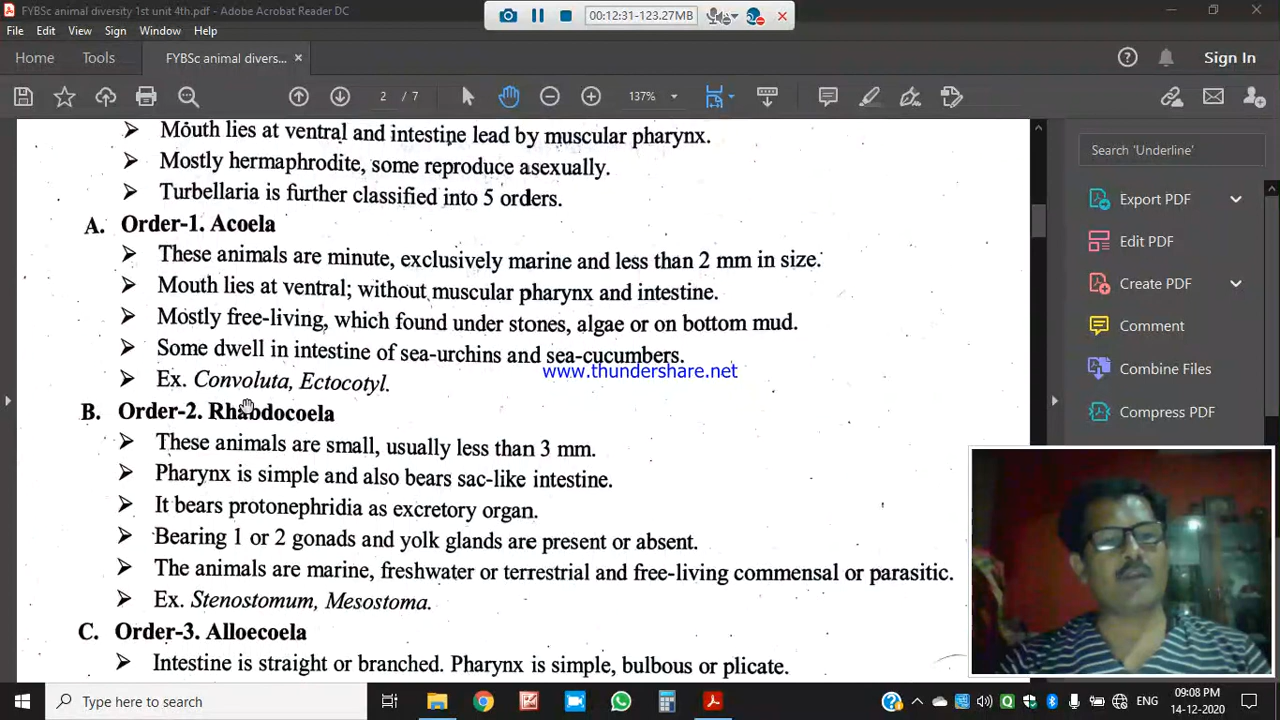 FYBSc animal diversity 1st unit 4th.pdf - Adobe Acrobat Reader DC
00:12:31-123.27MB
File Edit View Sign Window Help
Home Tools FYBSc animal divers... Sign In
2 / 7 137%
Mouth lies at ventral and intestine lead by muscular pharynx.
Mostly hermaphrodite, some reproduce asexually.
Turbellaria is further classified into 5 orders.
A. Order-1. Acoela
These animals are minute, exclusively marine and less than 2 mm in size.
Mouth lies at ventral; without muscular pharynx and intestine.
Mostly free-living, which found under stones, algae or on bottom mud.
Some dwell in intestine of sea-urchins and sea-cucumbers.
www.thundershare.net
Ex. Convoluta, Ectocotyl.
B. Order-2. Rhabdocoela
These animals are small, usually less than 3 mm.
Pharynx is simple and also bears sac-like intestine.
It bears protonephridia as excretory organ.
Bearing 1 or 2 gonads and yolk glands are present or absent.
The animals are marine, freshwater or terrestrial and free-living commensal or parasitic.
Ex. Stenostomum, Mesostoma.
C. Order-3. Alloecoela
Intestine is straight or branched. Pharynx is simple, bulbous or plicate.
Search 'Underline'
Export PDF
Edit PDF
Create PDF
Comment
Combine Files
Compress PDF
Type here to search
ENG
09:08 PM
14-12-2020